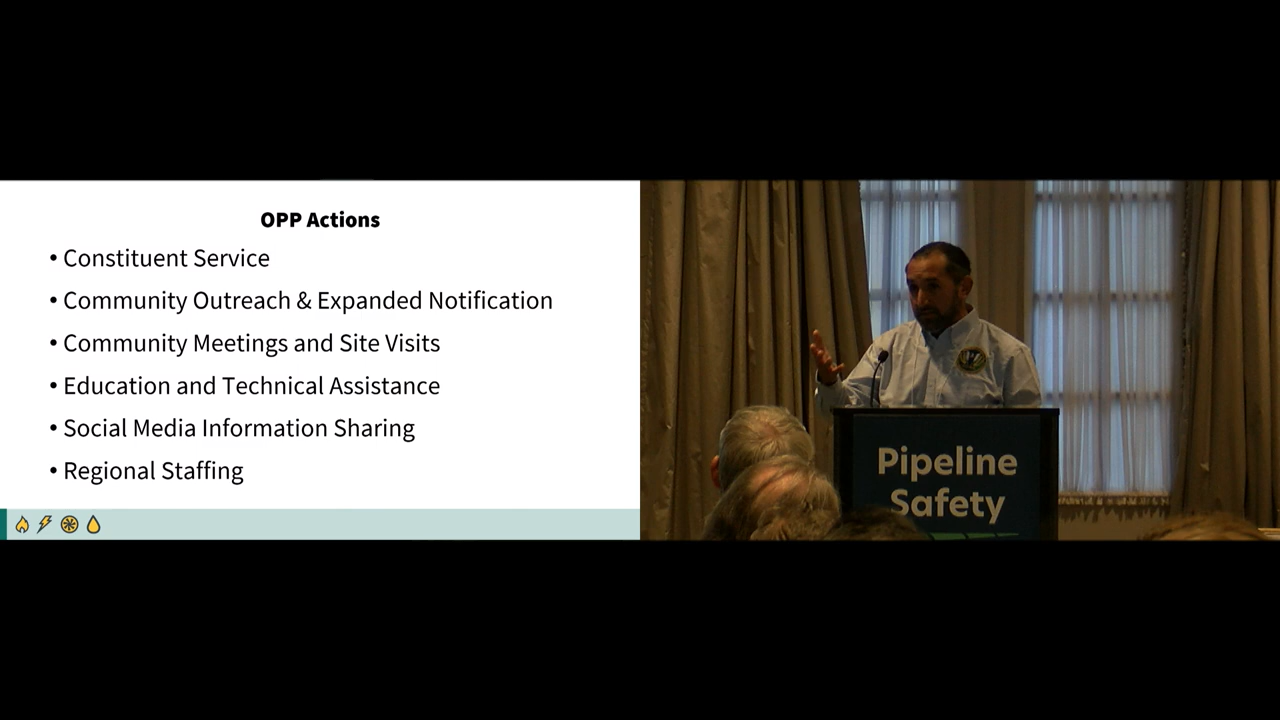 OPP Actions
• Constituent Service
• Community Outreach & Expanded Notification
• Community Meetings and Site Visits
• Education and Technical Assistance
• Social Media Information Sharing
• Regional Staffing
Pipeline
Safety